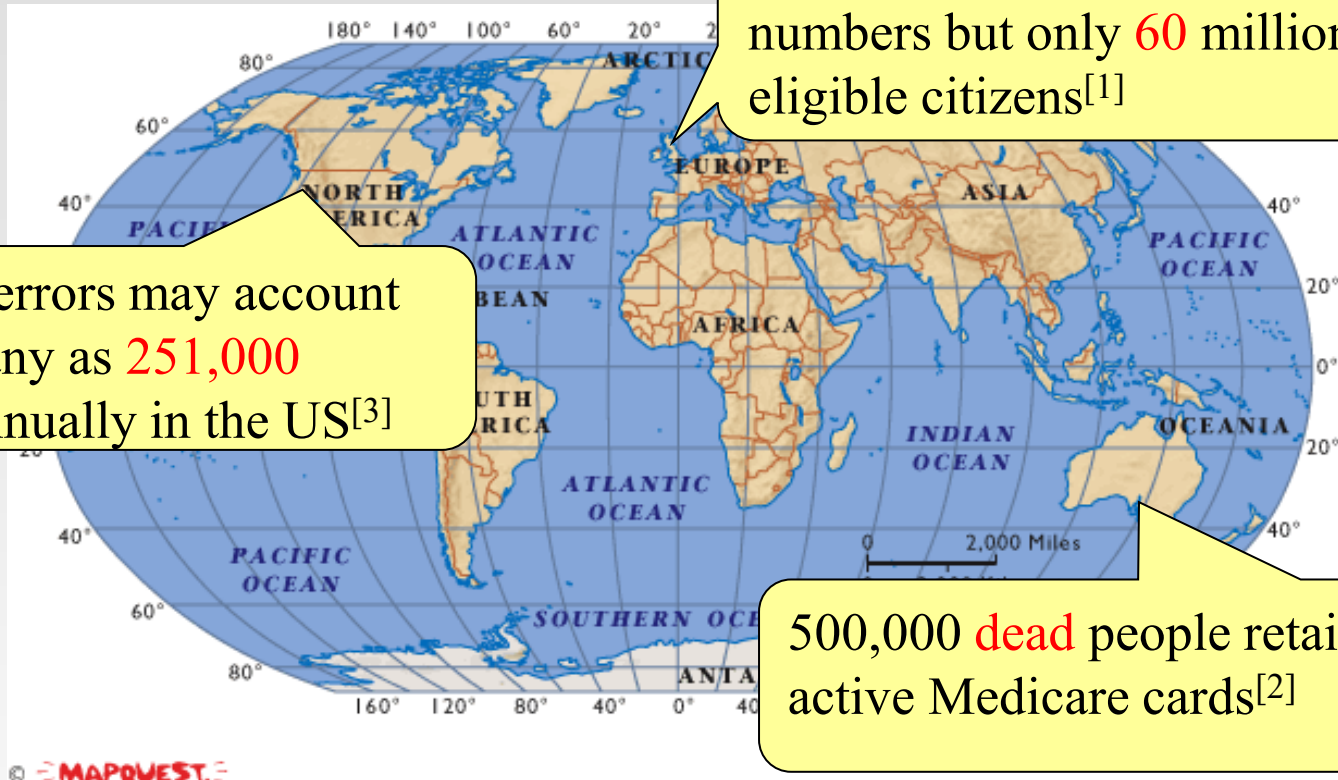 180° 140° 100° 60° 20°
numbers but only 60 million
eligible citizens[1]
80°
ARCTIC
60°
EUROPE
ASIA
NORTH
ERICA
40°
40°
PACIFI
ATLANTIC
OCEAN
PACIFIC
OCEAN
errors may account
ny as 251,000
nually in the US[3]
BEAN
20°
AFRICA
0°
UTH
RICA
OCEANIA
INDIAN
OCEAN
20°
20°
ATLANTIC
OCEAN
40°
40°
0 2,000 Miles
PACIFIC
OCEAN
60°
SOUTHERN OCE
500,000 dead people retai
active Medicare cards[2]
80°
ANTA
160° 120° 80° 40° 0° 40
© MAPQUEST